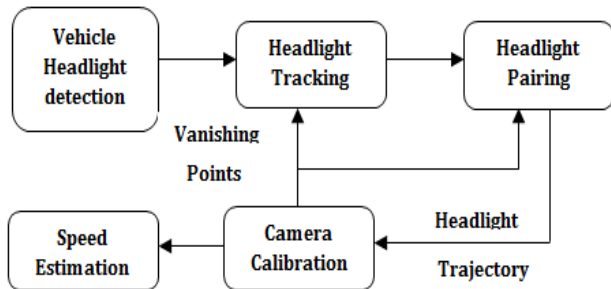 Vehicle
Headlight
detection
Headlight
Tracking
Headlight
Pairing
Vanishing
Points
Speed
Estimation
Camera
Calibration
Headlight
Trajectory